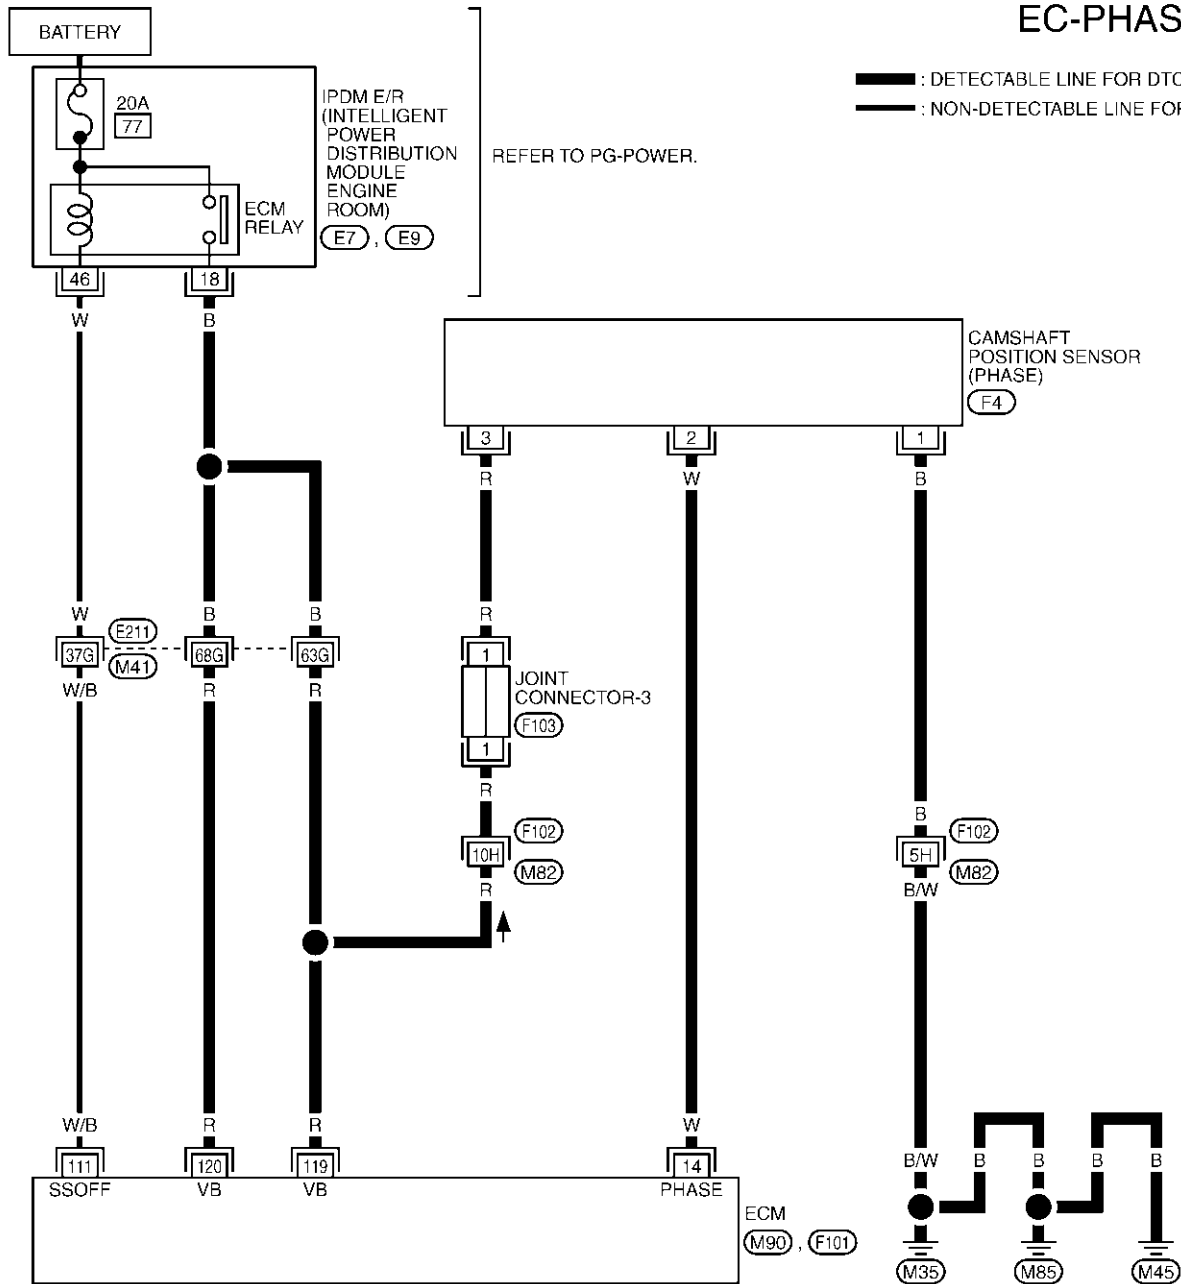 EC-PHAS
BATTERY
: DETECTABLE LINE FOR DTC
: NON-DETECTABLE LINE FOR
20A
77
IPDM E/R
(INTELLIGENT
POWER
DISTRIBUTION
MODULE
ENGINE
ROOM)
E7 , E9
REFER TO PG-POWER.
ECM
RELAY
46 18
W B
CAMSHAFT
POSITION SENSOR
(PHASE)
F4
3 2 1
R W B
W B B R
E211
37G 68G 63G
M41
W/B R R
1
JOINT
CONNECTOR-3
F103
1
R B
F102 F102
10H 5H
M82 M82
R B/W
W/B R R W
111 120 119 14
SSOFF VB VB PHASE
B/W B B B B
ECM
M90 , F101
M35 M85 M45